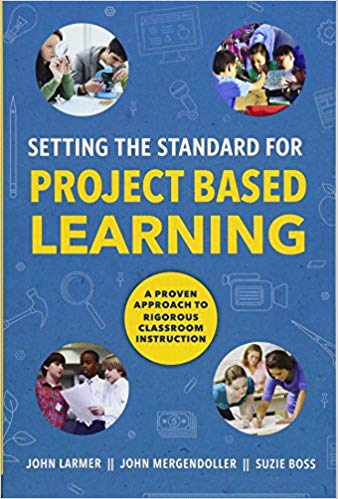 SETTING THE STANDARD FOR
PROJECT BASED
LEARNING
A PROVEN
APPROACH TO
RIGOROUS
CLASSROOM
INSTRUCTION
JOHN LARMER || JOHN MERGENDOLLER || SUZIE BOSS